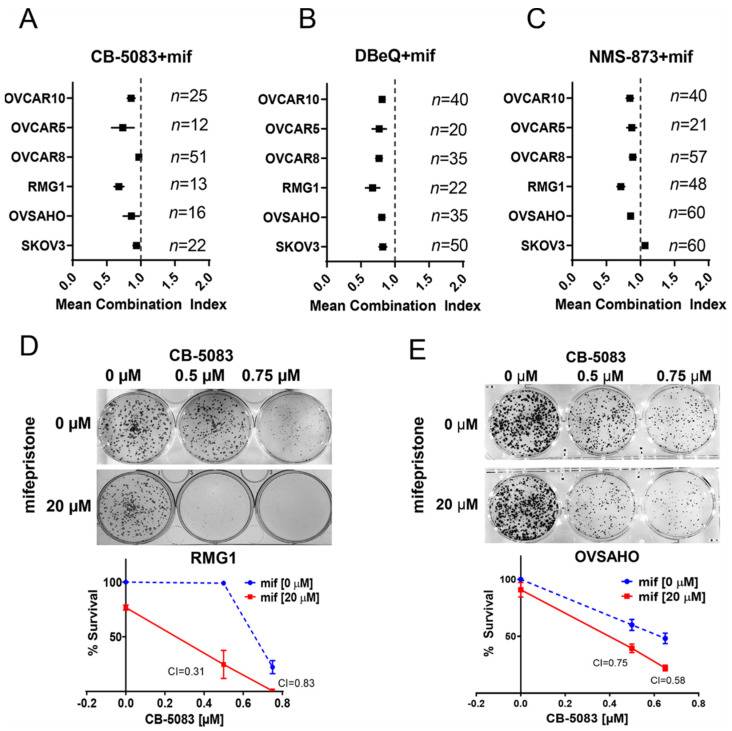 A
CB-5083+mif
OVCAR10 n=25
OVCAR5 n=12
OVCAR8 n=51
RMG1 n=13
OVSAHO n=16
SKOV3 n=22
0.0 0.5 1.0 1.5 2.0
Mean Combination Index
B
DBeQ+mif
OVCAR10 n=40
OVCAR5 n=20
OVCAR8 n=35
RMG1 n=22
OVSAHO n=35
SKOV3 n=50
0.0 0.5 1.0 1.5 2.0
Mean Combination Index
C
NMS-873+mif
OVCAR10 n=40
OVCAR5 n=21
OVCAR8 n=57
RMG1 n=48
OVSAHO n=60
SKOV3 n=60
0.0 0.5 1.0 1.5 2.0
Mean Combination Index
D
CB-5083
0 μM 0.5 μM 0.75 μM
mifepristone
0 μM
20 μM
RMG1
% Survival
100
50
mif [0 μM]
mif [20 μM]
CI=0.31
CI=0.83
-0.2 0.0 0.2 0.4 0.6 0.8
CB-5083 [μM]
E
CB-5083
0 μM 0.5 μM 0.75 μM
mifepristone
0 μM
20 μM
OVSAHO
% Survival
100
50
mif [0 μM]
mif [20 μM]
CI=0.75
CI=0.58
-0.2 0.0 0.2 0.4 0.6 0.8
CB-5083 [μM]